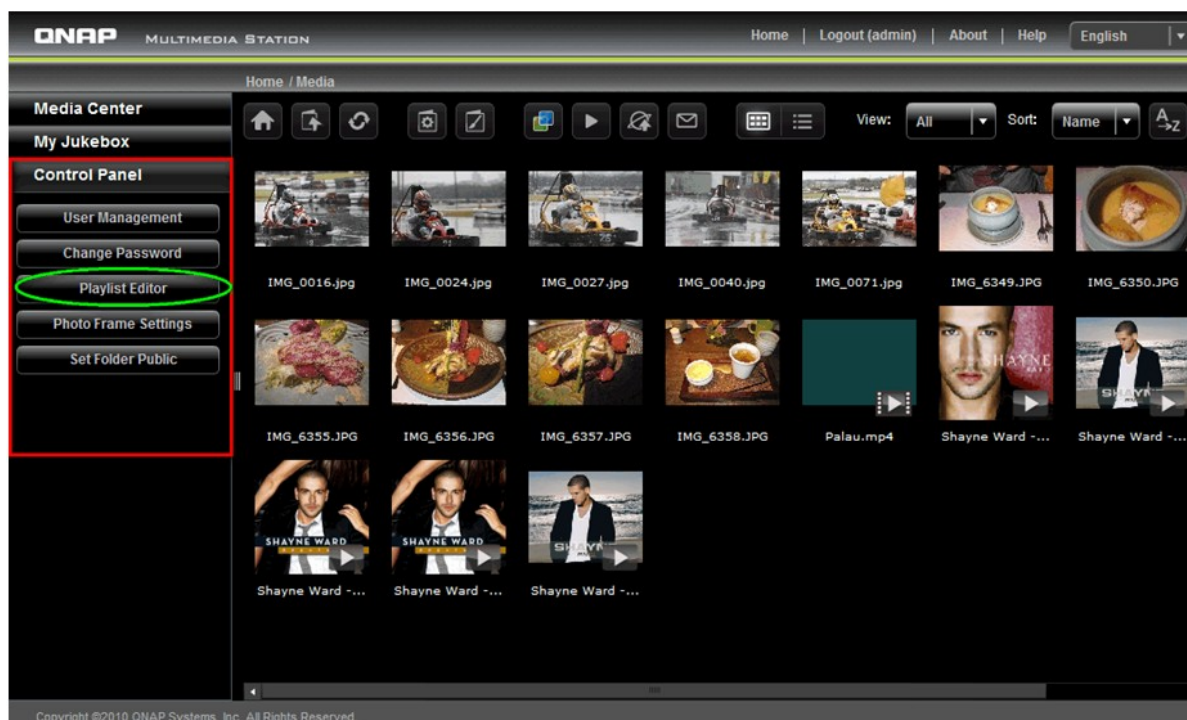 QNAP MULTIMEDIA STATION Home | Logout (admin) | About | Help English
Home / Media
Media Center
My Jukebox
Control Panel
User Management
Change Password
Playlist Editor
Photo Frame Settings
Set Folder Public
View: All Sort: Name A Z
IMG_0016.jpg IMG_0024.jpg IMG_0027.jpg IMG_0040.jpg IMG_0071.jpg IMG_6349.JPG IMG_6350.JPG
SHAYNE
IMG_6355.JPG IMG_6356.JPG IMG_6357.JPG IMG_6358.JPG Palau.mp4 Shayne Ward -... Shayne Ward -...
SHAYNE WARD SHAYNE WARD
Shayne Ward -... Shayne Ward -... Shayne Ward -...
Copyright ©2010 QNAP Systems, Inc. All Rights Reserved